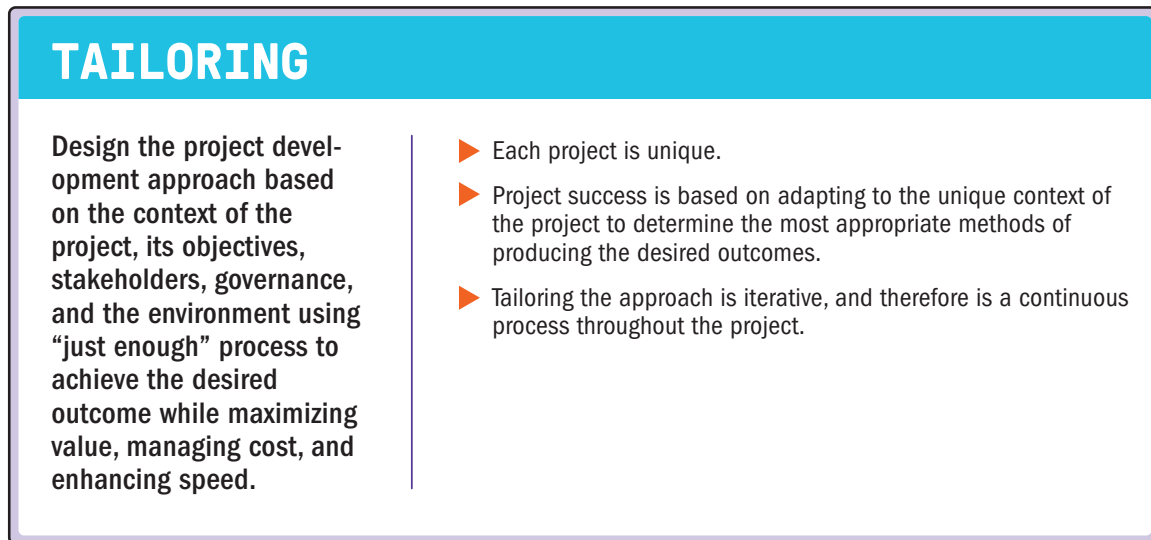 TAILORING
Design the project devel-
opment approach based
on the context of the
project, its objectives,
stakeholders, governance,
and the environment using
“just enough” process to
achieve the desired
outcome while maximizing
value, managing cost, and
enhancing speed.
Each project is unique.
Project success is based on adapting to the unique context of
the project to determine the most appropriate methods of
producing the desired outcomes.
Tailoring the approach is iterative, and therefore is a continuous
process throughout the project.